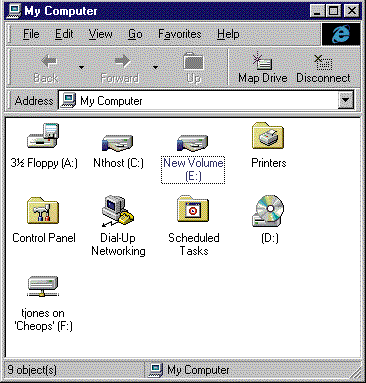 My Computer
File Edit View Go Favorites Help
Back Forward Up Map Drive Disconnect
Address My Computer
3½ Floppy (A:) Nthost (C:) New Volume Printers
(E:)
Control Panel Dial-Up Scheduled (D:)
Networking Tasks
tjones on
'Cheops' (F:)
9 object(s) My Computer